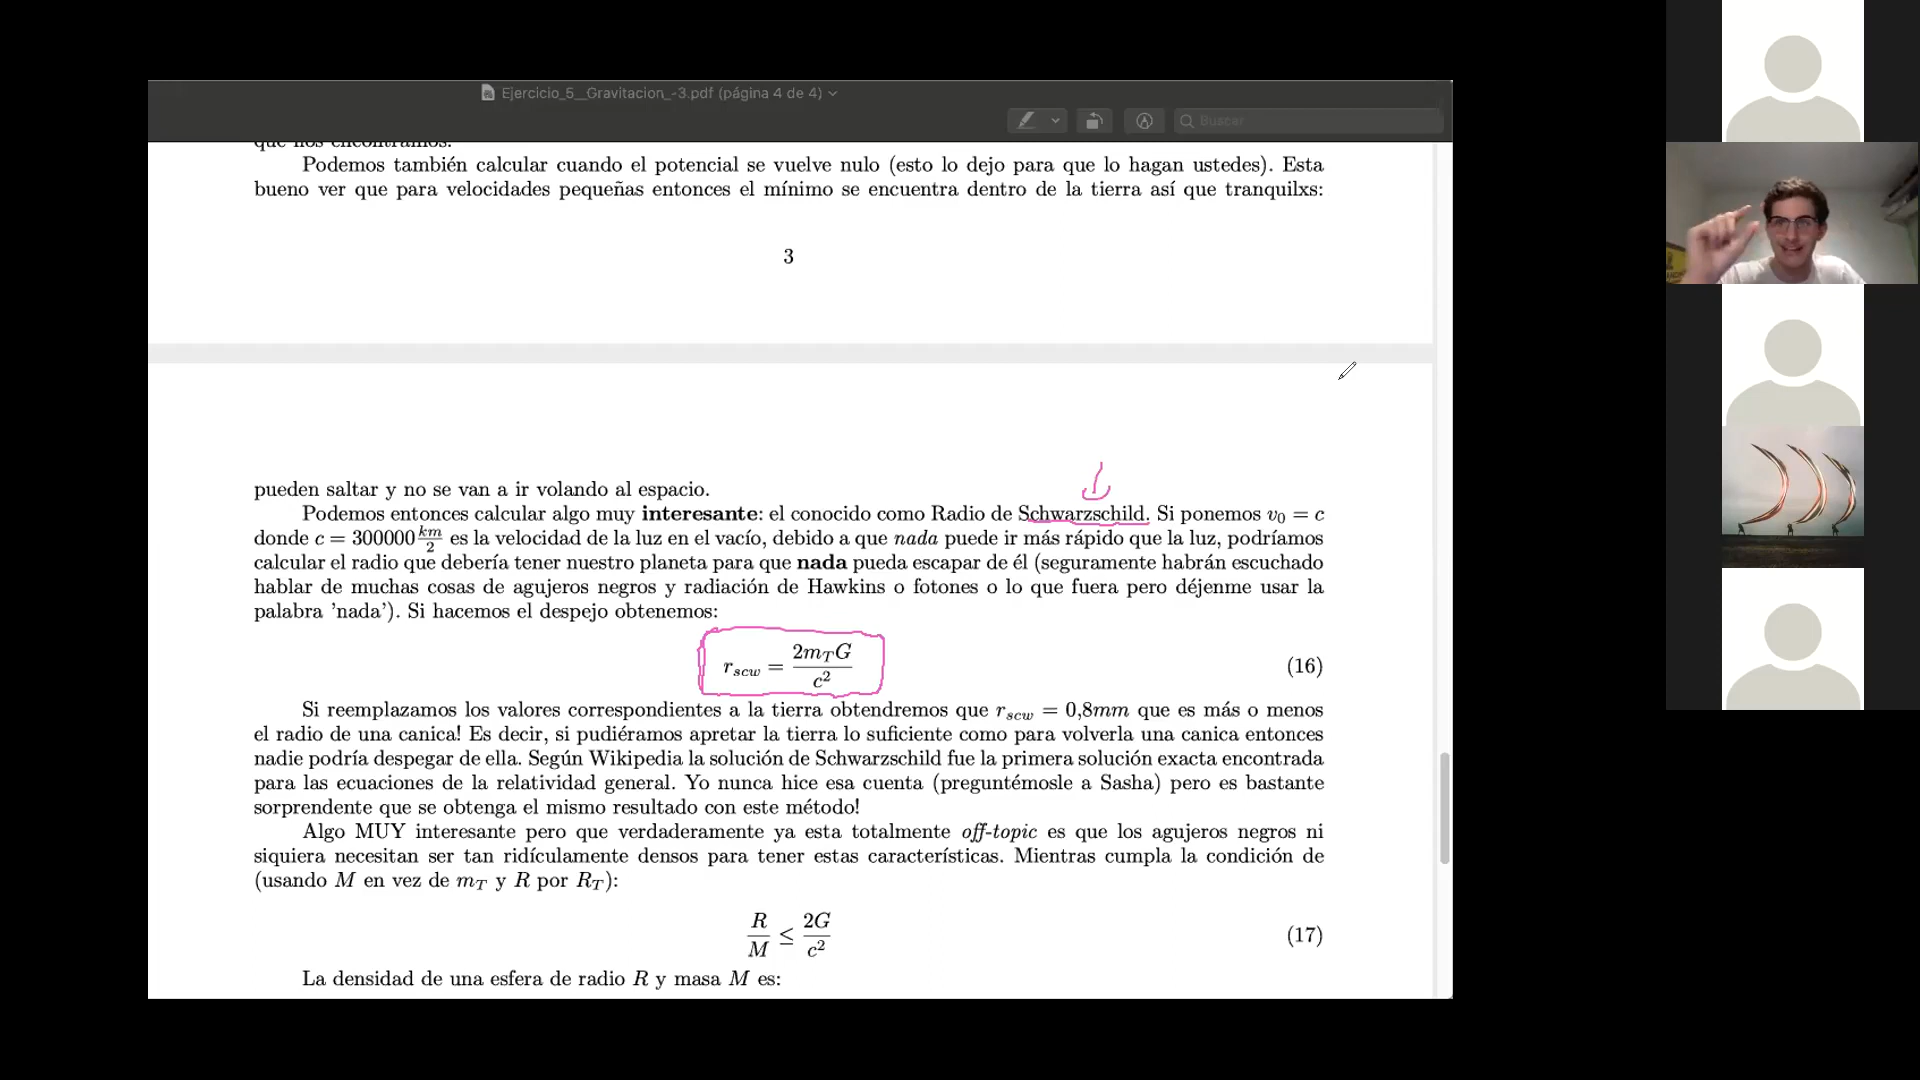 Ejercicio_5__Gravitacion_-3.pdf (página 4 de 4)
Buscar
que nos encontramos.
Podemos también calcular cuando el potencial se vuelve nulo (esto lo dejo para que lo hagan ustedes). Esta
bueno ver que para velocidades pequeñas entonces el mínimo se encuentra dentro de la tierra así que tranquilxs:
3
pueden saltar y no se van a ir volando al espacio.
Podemos entonces calcular algo muy interesante: el conocido como Radio de Schwarzschild. Si ponemos v₀ = c
donde c = 300000 km/2 es la velocidad de la luz en el vacío, debido a que nada puede ir más rápido que la luz, podríamos
calcular el radio que debería tener nuestro planeta para que nada pueda escapar de él (seguramente habrán escuchado
hablar de muchas cosas de agujeros negros y radiación de Hawkins o fotones o lo que fuera pero déjenme usar la
palabra 'nada'). Si hacemos el despejo obtenemos:
r_scw = 2m_T G / c² (16)
Si reemplazamos los valores correspondientes a la tierra obtendremos que r_scw = 0,8mm que es más o menos
el radio de una canica! Es decir, si pudiéramos apretar la tierra lo suficiente como para volverla una canica entonces
nadie podría despegar de ella. Según Wikipedia la solución de Schwarzschild fue la primera solución exacta encontrada
para las ecuaciones de la relatividad general. Yo nunca hice esa cuenta (preguntémosle a Sasha) pero es bastante
sorprendente que se obtenga el mismo resultado con este método!
Algo MUY interesante pero que verdaderamente ya esta totalmente off-topic es que los agujeros negros ni
siquiera necesitan ser tan ridículamente densos para tener estas características. Mientras cumpla la condición de
(usando M en vez de m_T y R por R_T):
R/M ≤ 2G/c² (17)
La densidad de una esfera de radio R y masa M es: